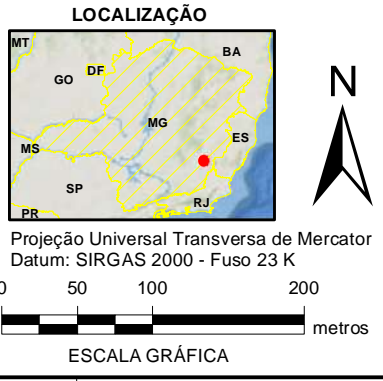 LOCALIZAÇÃO
MT
BA
GO
DF
MG
ES
MS
SP
RJ
PR
N
Projeção Universal Transversa de Mercator
Datum: SIRGAS 2000 - Fuso 23 K
0 50 100 200
metros
ESCALA GRÁFICA